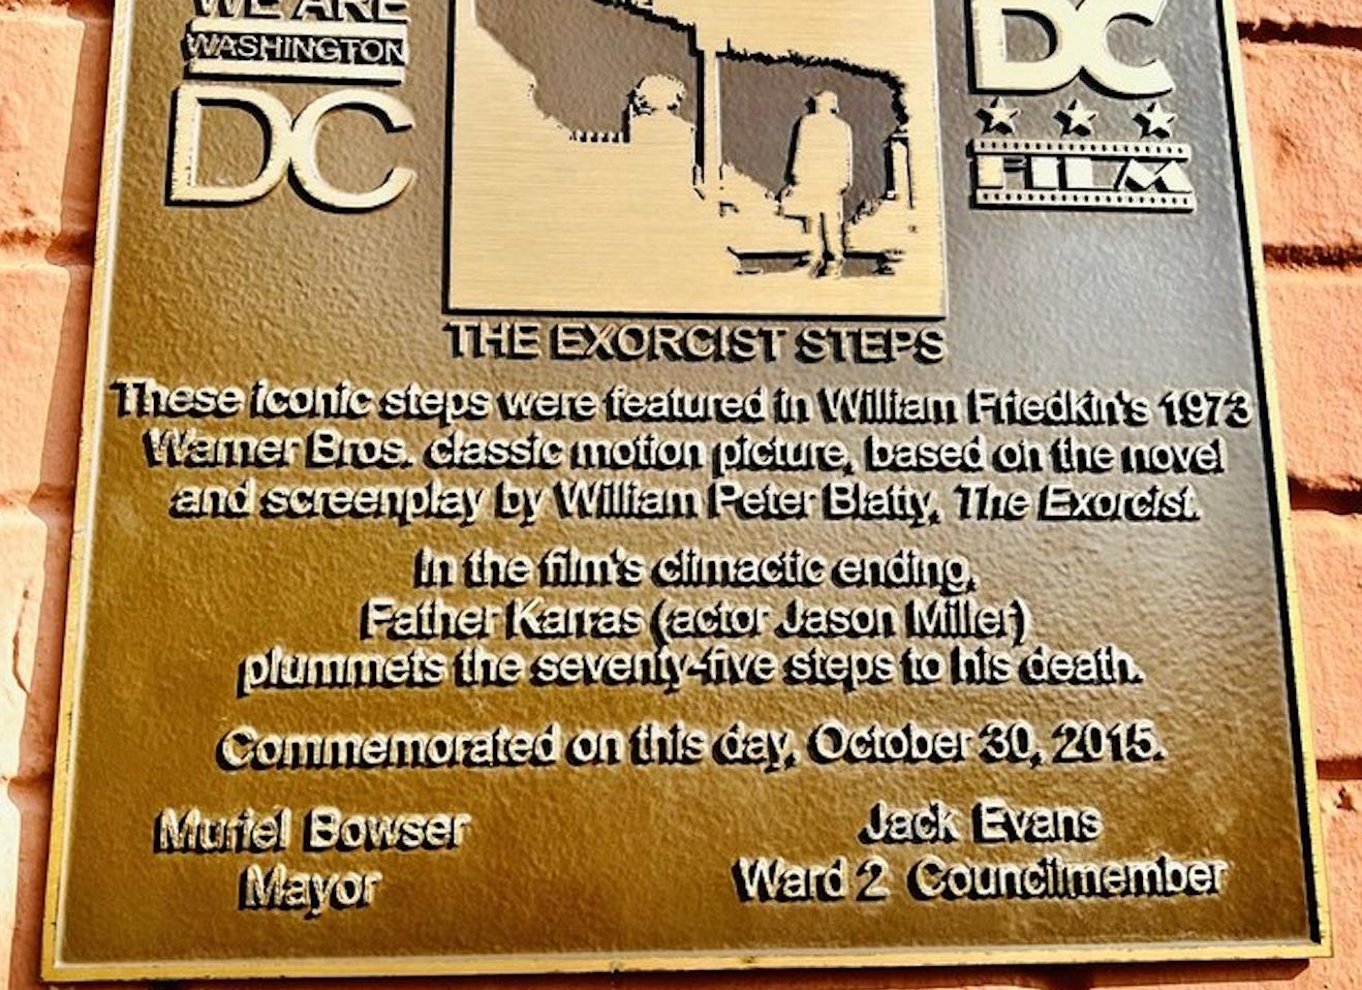 WE ARE
WASHINGTON
DC
DC
FILM
THE EXORCIST STEPS
These iconic steps were featured in William Friedkin's 1973
Warner Bros. classic motion picture, based on the novel
and screenplay by William Peter Blatty, The Exorcist.
In the film's climactic ending,
Father Karras (actor Jason Miller)
plummets the seventy-five steps to his death.
Commemorated on this day, October 30, 2015.
Muriel Bowser
Mayor
Jack Evans
Ward 2 Councilmember